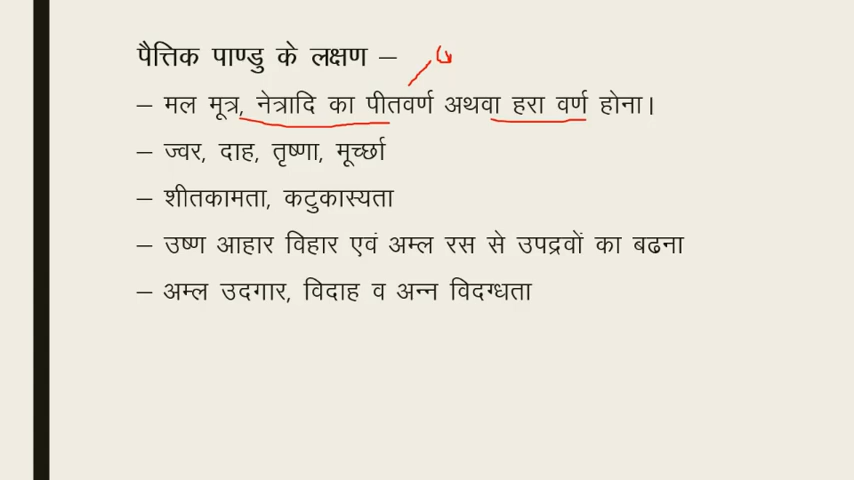 पैत्तिक पाण्डु के लक्षण –
– मल मूत्र, नेत्रादि का पीतवर्ण अथवा हरा वर्ण होना।
– ज्वर, दाह, तृष्णा, मूर्च्छा
– शीतकामता, कटुकास्यता
– उष्ण आहार विहार एवं अम्ल रस से उपद्रवों का बढना
– अम्ल उदगार, विदाह व अन्न विदग्धता